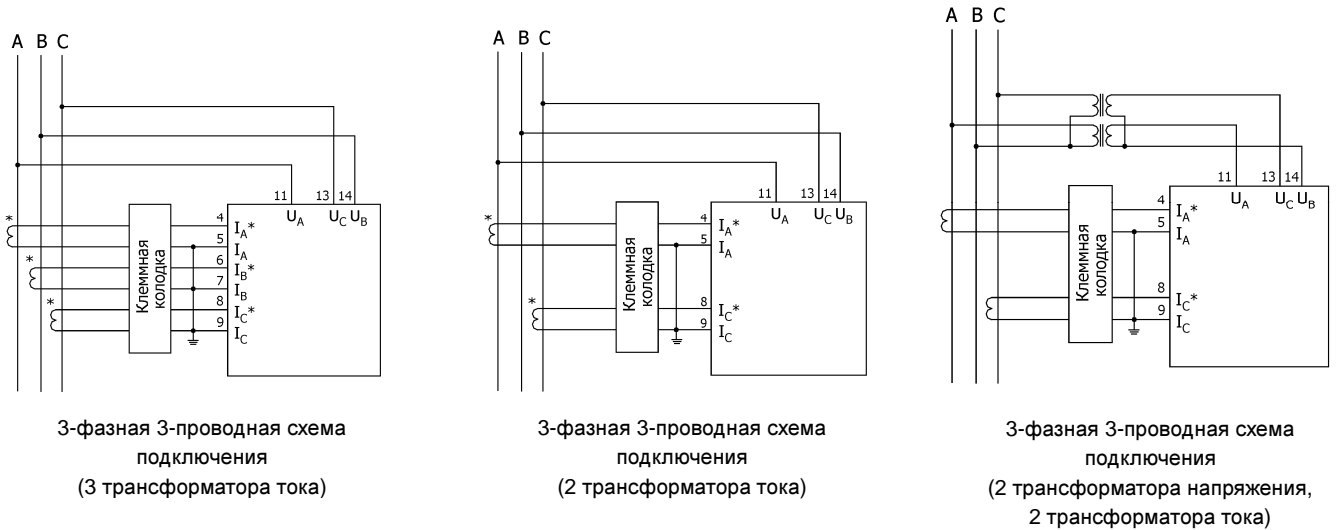 A B C
11 13 14
U_A U_C U_B
*
4 I_A*
5 I_A
*
6 I_B*
7 I_B
*
8 I_C*
9 I_C
Клеммная
колодка
3-фазная 3-проводная схема
подключения
(3 трансформатора тока)
A B C
11 13 14
U_A U_C U_B
*
4 I_A*
5 I_A
*
8 I_C*
9 I_C
Клеммная
колодка
3-фазная 3-проводная схема
подключения
(2 трансформатора тока)
A B C
11 13 14
U_A U_C U_B
4 I_A*
5 I_A
8 I_C*
9 I_C
Клеммная
колодка
3-фазная 3-проводная схема
подключения
(2 трансформатора напряжения,
2 трансформатора тока)